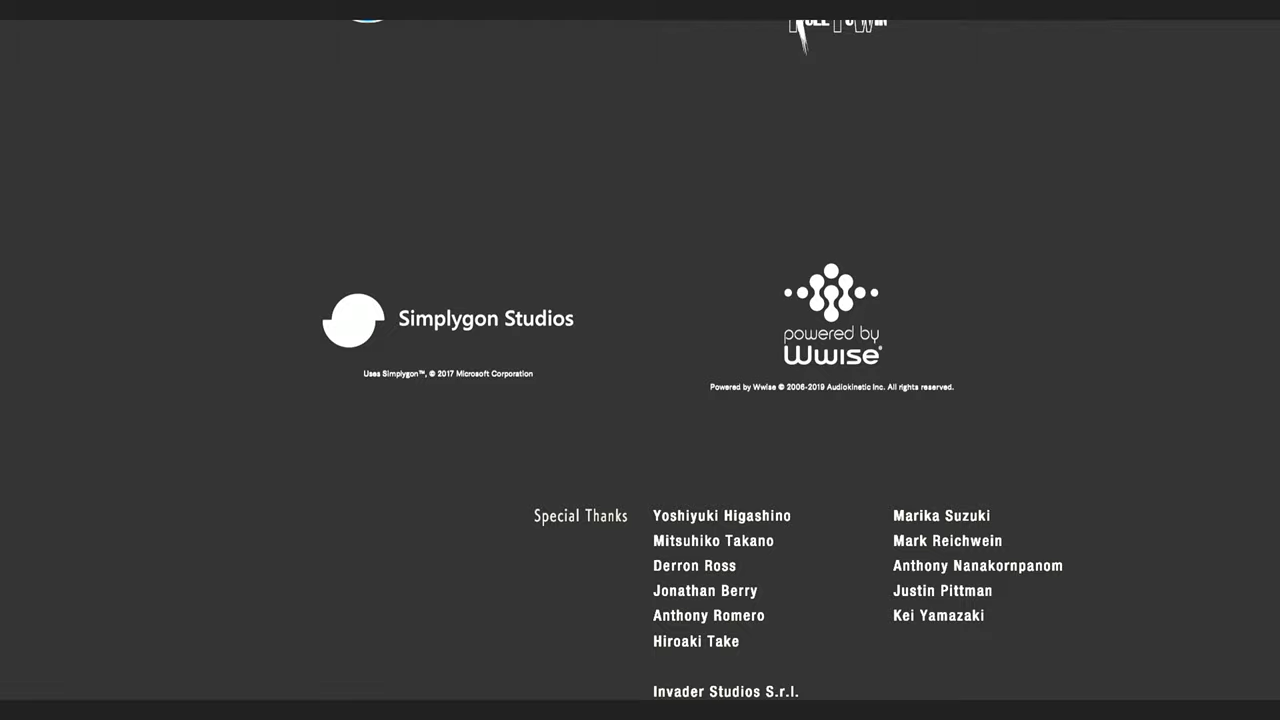 Simplygon Studios
Uses Simplygon™, © 2017 Microsoft Corporation
powered by
Wwise®
Powered by Wwise © 2006-2019 Audiokinetic Inc. All rights reserved.
Special Thanks
Yoshiyuki Higashino Marika Suzuki
Mitsuhiko Takano Mark Reichwein
Derron Ross Anthony Nanakornpanom
Jonathan Berry Justin Pittman
Anthony Romero Kei Yamazaki
Hiroaki Take
Invader Studios S.r.l.